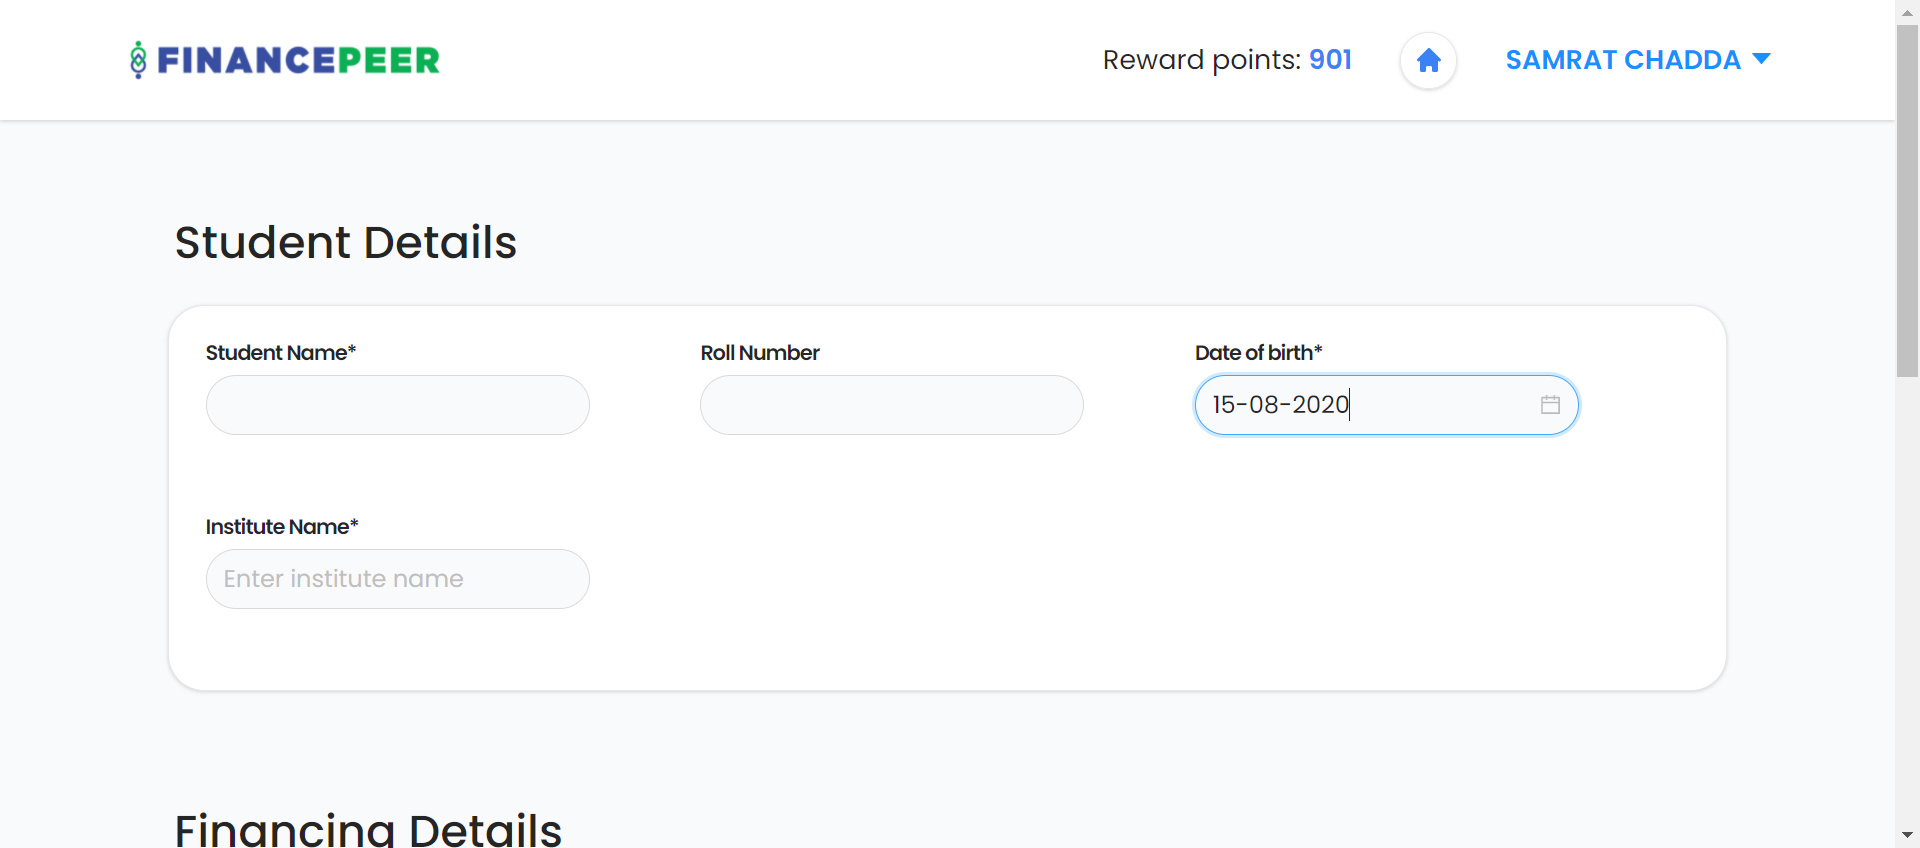 FINANCEPEER
Reward points: 901
SAMRAT CHADDA
Student Details
Student Name*
Roll Number
Date of birth*
15-08-2020
Institute Name*
Enter institute name
Financing Details